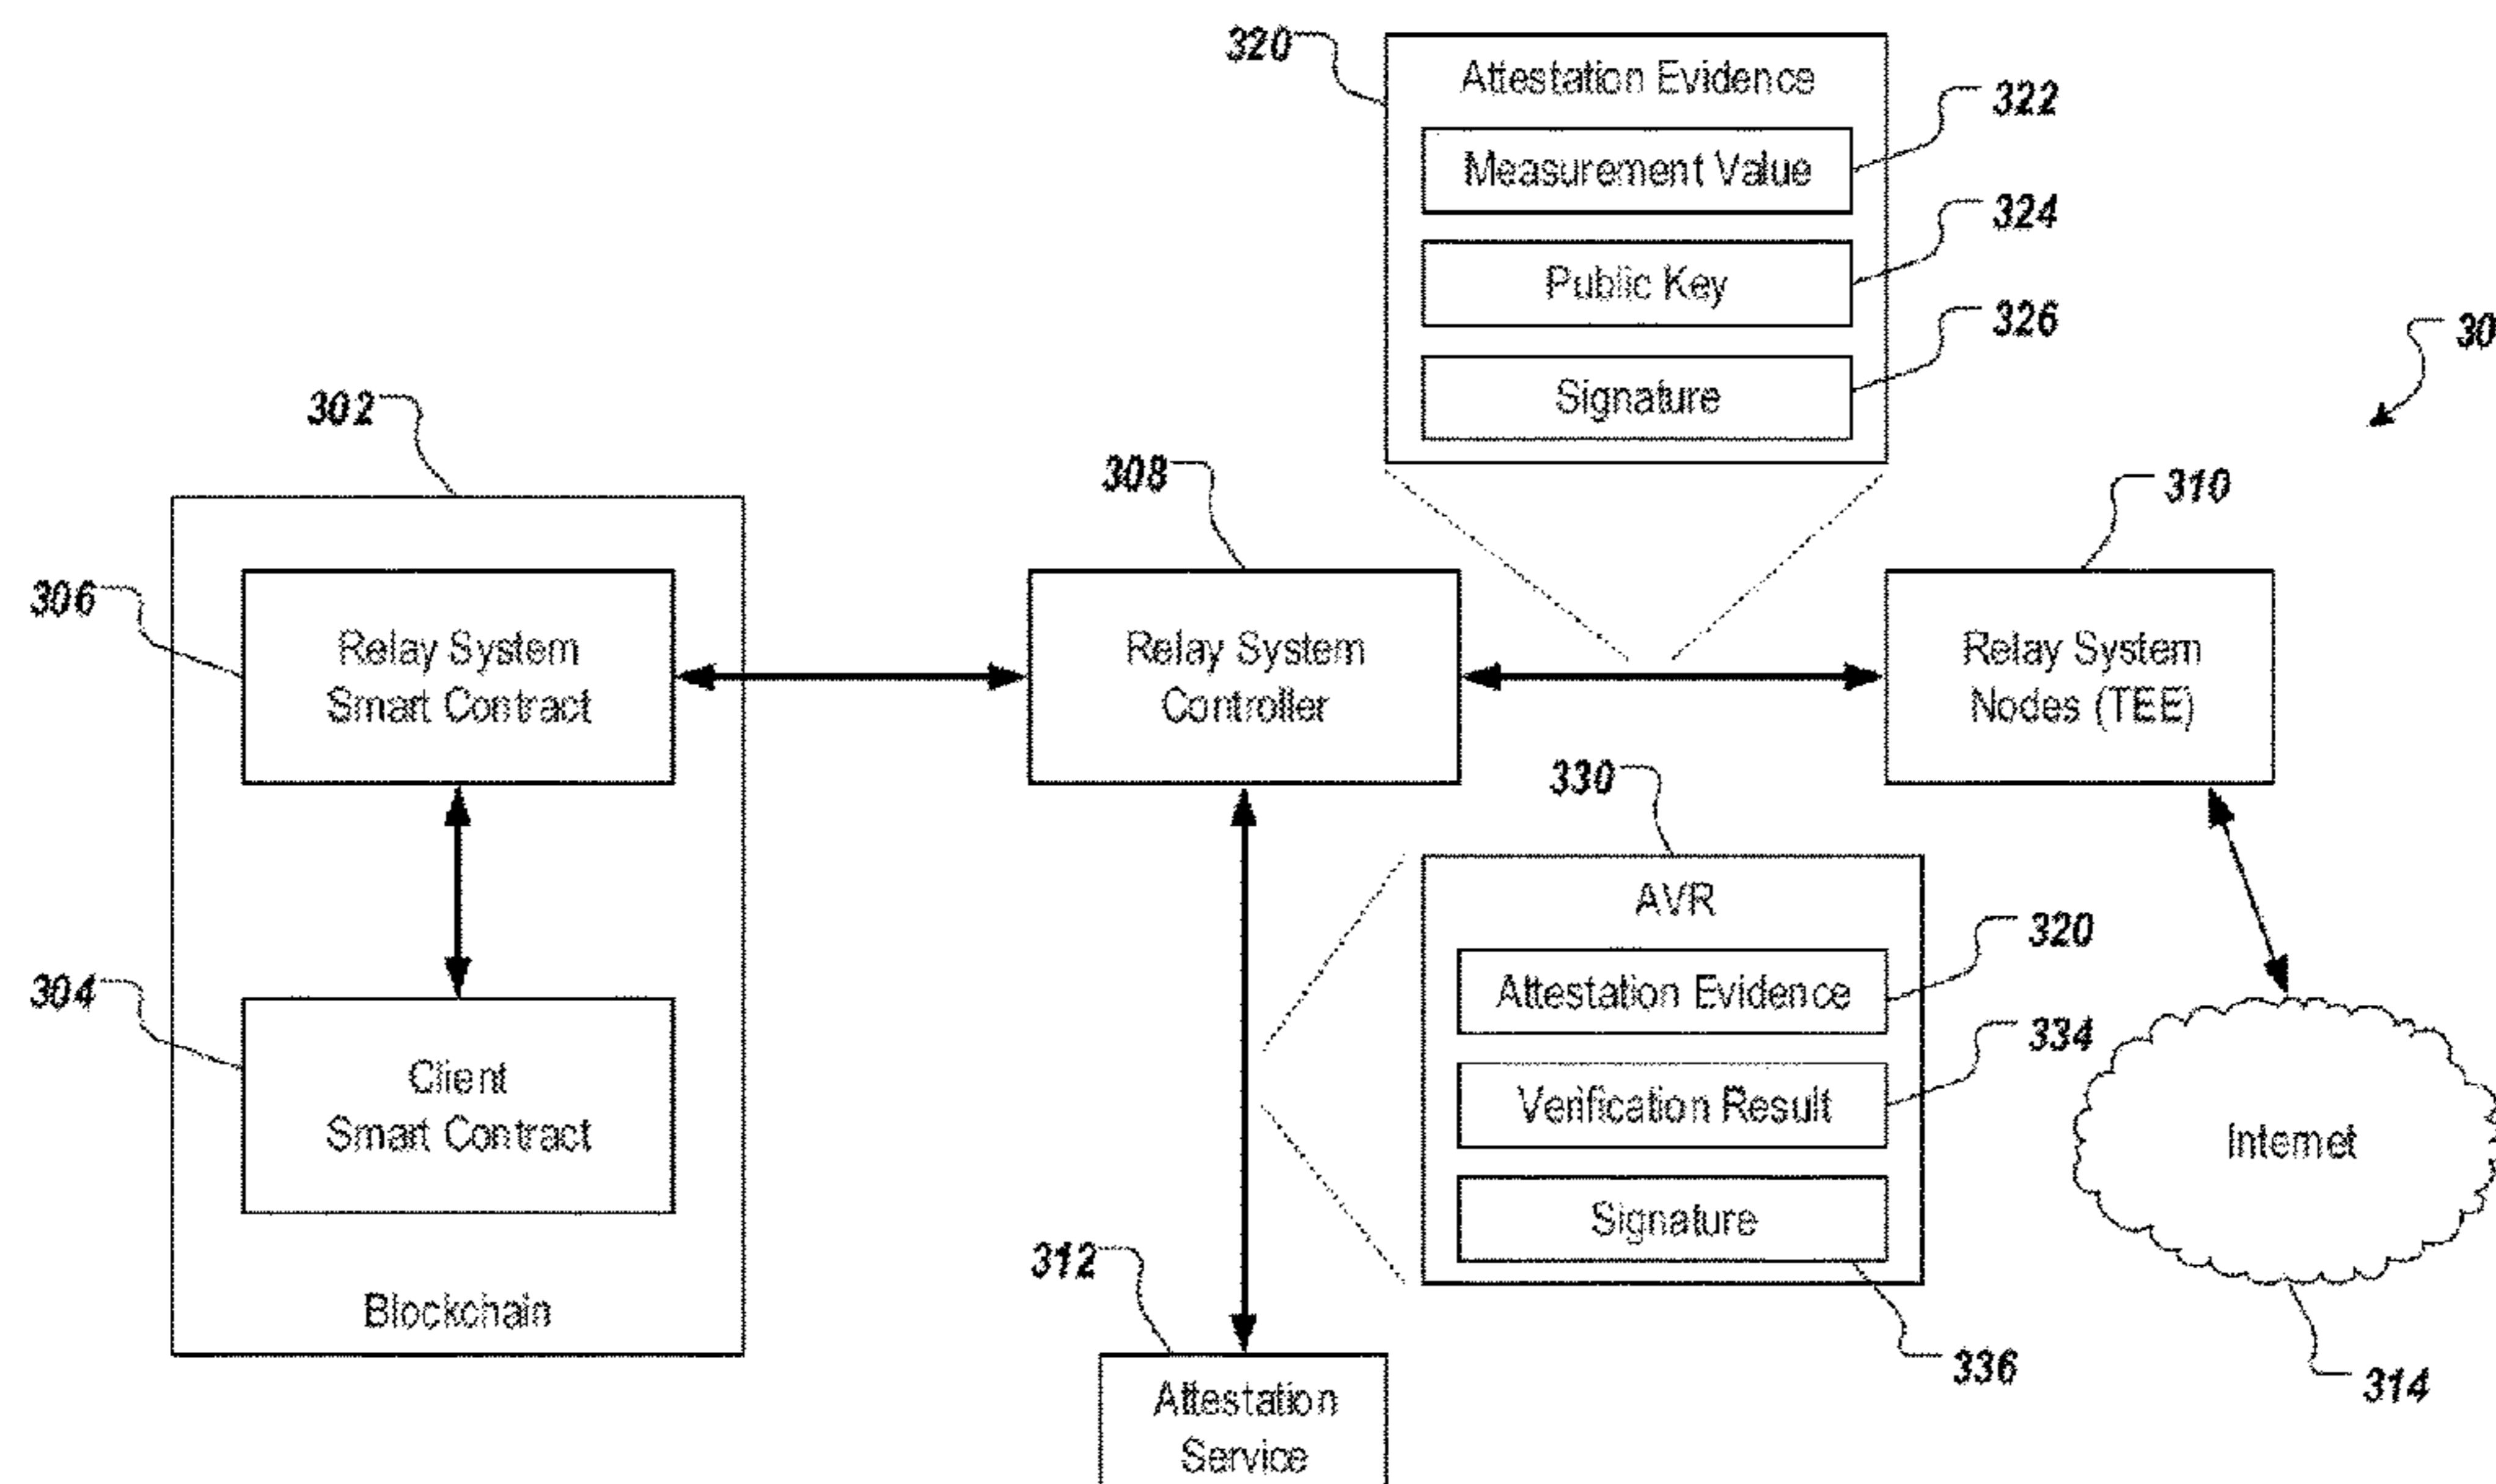 320
Attestation Evidence
322
Measurement Value
324
Public Key
326
Signature
30
302
308
310
306
Relay System
Smart Contract
Relay System
Controller
Relay System
Nodes (TEE)
330
AVR
320
Attestation Evidence
304
Client
Smart Contract
334
Verification Result
Internet
Signature
312
Blockchain
336
314
Attestation
Service